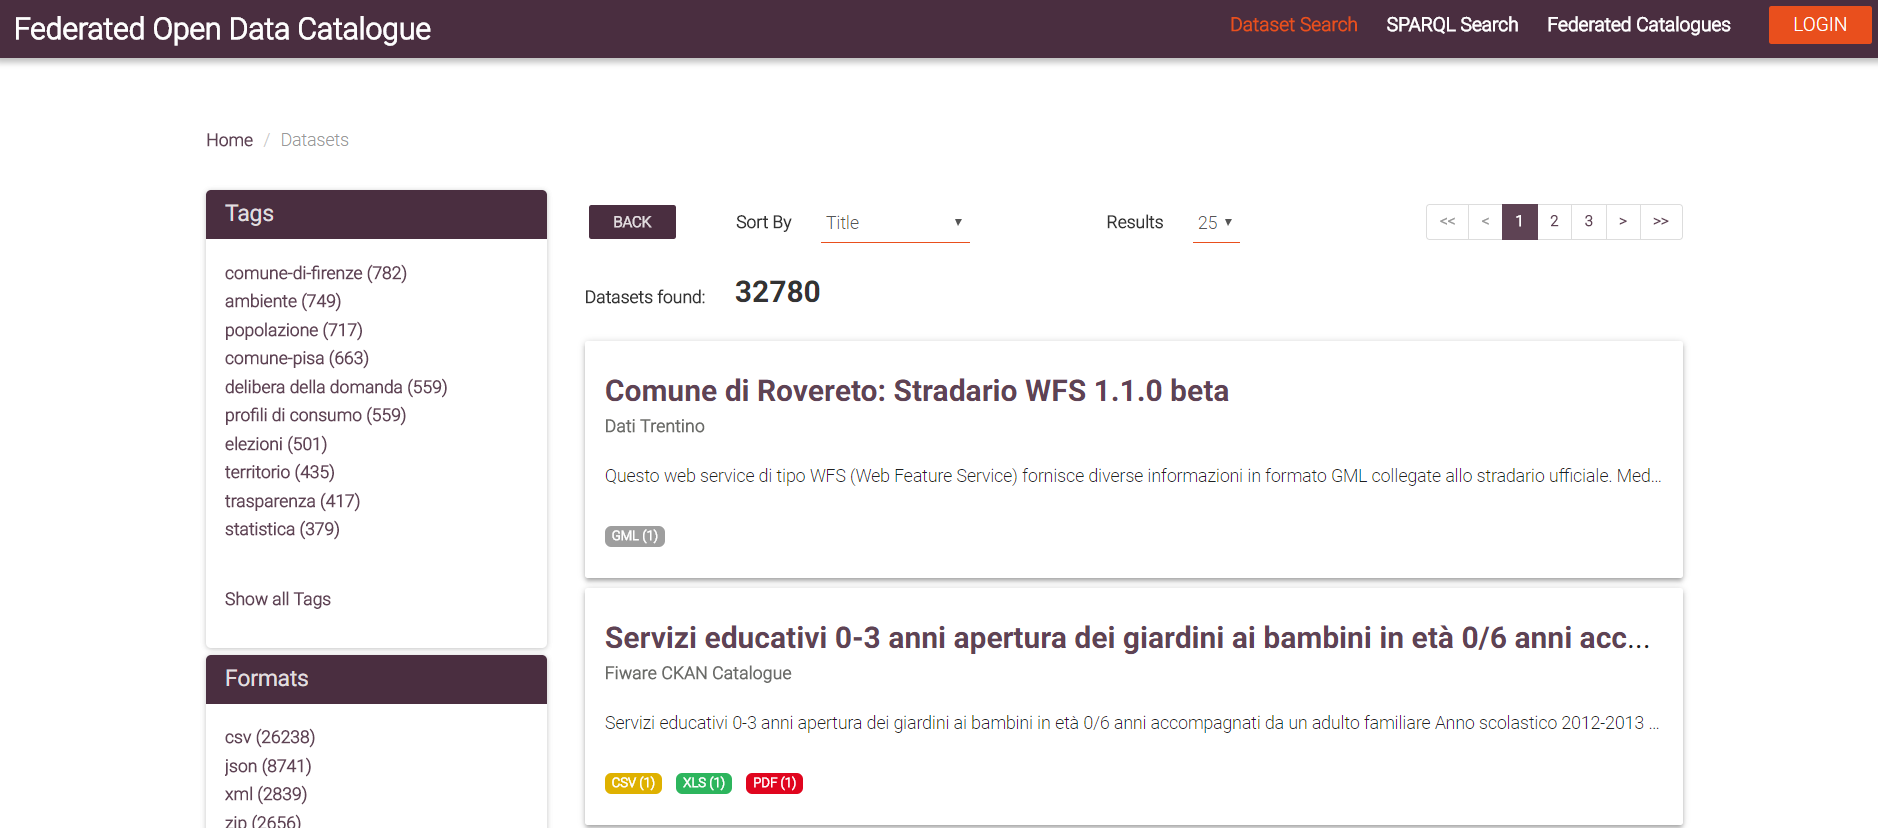 Federated Open Data Catalogue
Dataset Search SPARQL Search Federated Catalogues LOGIN
Home / Datasets
Tags
comune-di-firenze (782)
ambiente (749)
popolazione (717)
comune-pisa (663)
delibera della domanda (559)
profili di consumo (559)
elezioni (501)
territorio (435)
trasparenza (417)
statistica (379)
Show all Tags
Formats
csv (26238)
json (8741)
xml (2839)
zip (2656)
BACK Sort By Title Results 25 << < 1 2 3 > >>
Datasets found: 32780
Comune di Rovereto: Stradario WFS 1.1.0 beta
Dati Trentino
Questo web service di tipo WFS (Web Feature Service) fornisce diverse informazioni in formato GML collegate allo stradario ufficiale. Med...
GML (1)
Servizi educativi 0-3 anni apertura dei giardini ai bambini in età 0/6 anni acc...
Fiware CKAN Catalogue
Servizi educativi 0-3 anni apertura dei giardini ai bambini in età 0/6 anni accompagnati da un adulto familiare Anno scolastico 2012-2013 ...
CSV (1) XLS (1) PDF (1)